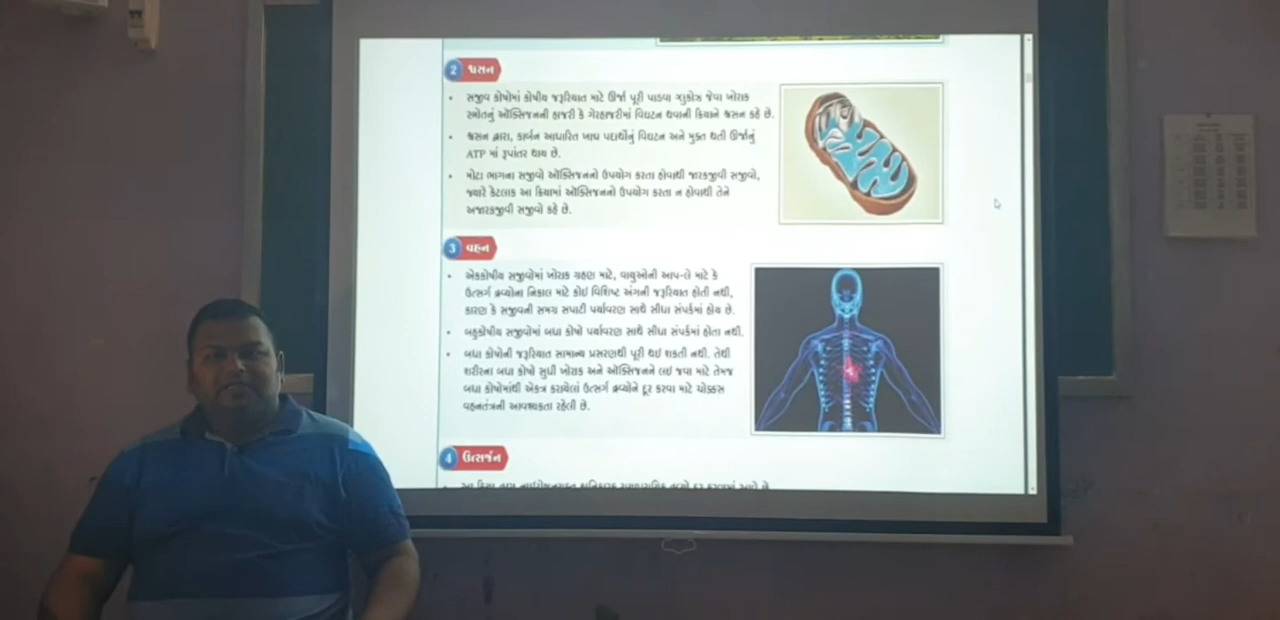 2 શ્વસન
• સજીવ કોષોમાં કોષીય જરૂરિયાત માટે ઊર્જા પૂરી પાડવા ગ્લુકોઝ જેવા ખોરાક
સ્ત્રોતનું ઑક્સિજનની હાજરી કે ગેરહાજરીમાં વિઘટન થવાની ક્રિયાને શ્વસન કહે છે.
• શ્વસન દ્વારા, કાર્બન આધારિત ખાદ્ય પદાર્થોનું વિઘટન અને મુક્ત થતી ઊર્જાનું
ATP માં રૂપાંતર થાય છે.
• મોટા ભાગના સજીવો ઑક્સિજનનો ઉપયોગ કરતા હોવાથી જારકજીવી સજીવો,
જ્યારે કેટલાક આ ક્રિયામાં ઑક્સિજનનો ઉપયોગ કરતા ન હોવાથી તેને
અજારકજીવી સજીવો કહે છે.
3 વહન
• એકકોષીય સજીવોમાં ખોરાક ગ્રહણ માટે, વાયુઓની આપ-લે માટે કે
ઉત્સર્ગ દ્રવ્યોના નિકાલ માટે કોઈ વિશિષ્ટ અંગની જરૂરિયાત હોતી નથી,
કારણ કે સજીવની સમગ્ર સપાટી પર્યાવરણ સાથે સીધા સંપર્કમાં હોય છે.
• બહુકોષીય સજીવોમાં બધા કોષો પર્યાવરણ સાથે સીધા સંપર્કમાં હોતા નથી.
• બધા કોષોની જરૂરિયાત સામાન્ય પ્રસરણથી પૂરી થઈ શકતી નથી. તેથી
શરીરના બધા કોષો સુધી ખોરાક અને ઑક્સિજનને લઈ જવા માટે તેમજ
બધા કોષોમાંથી એકત્ર કરાયેલાં ઉત્સર્ગ દ્રવ્યોને દૂર કરવા માટે ચોક્કસ
વહનતંત્રની આવશ્યકતા રહેલી છે.
4 ઉત્સર્જન